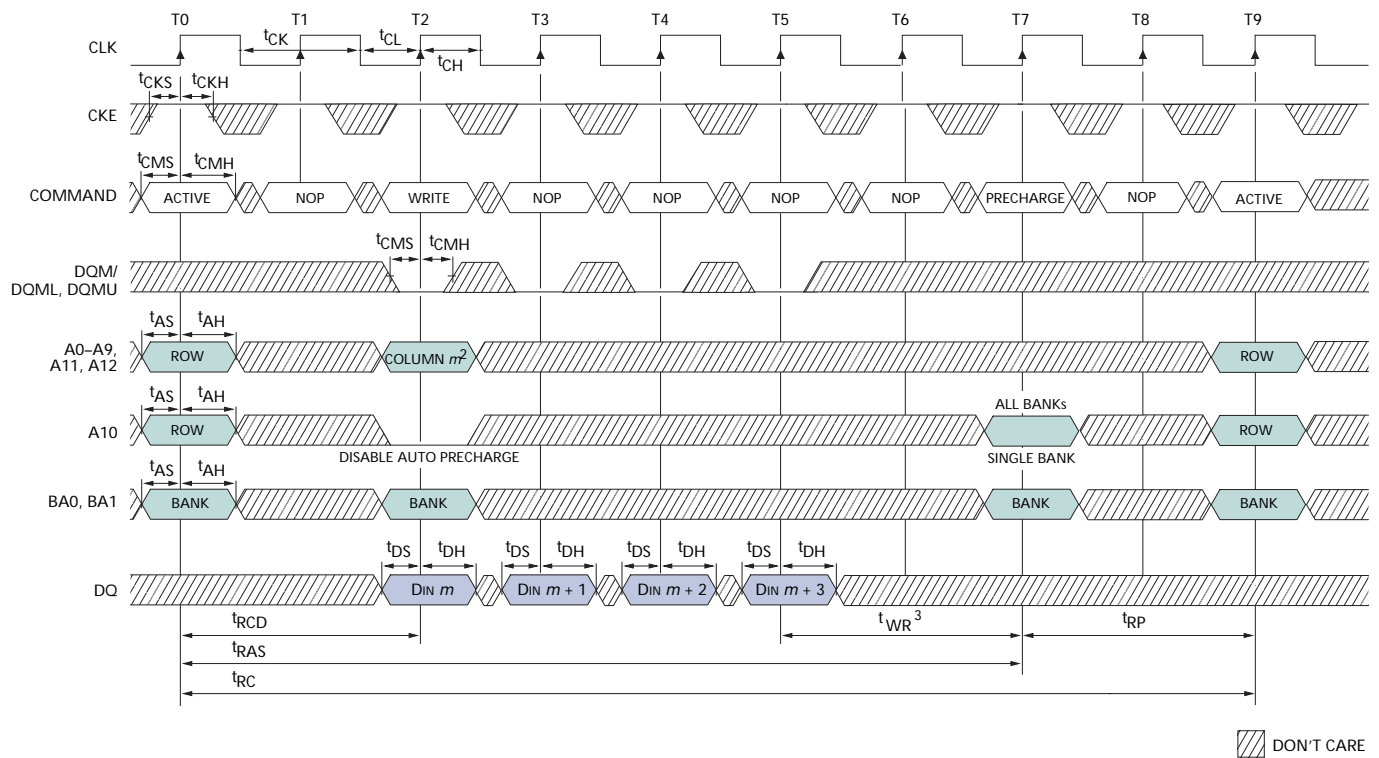 T0 T1 T2 T3 T4 T5 T6 T7 T8 T9
CLK
tCK tCL
tCH
tCKS tCKH
CKE
tCMS tCMH
COMMAND ACTIVE NOP WRITE NOP NOP NOP NOP PRECHARGE NOP ACTIVE
tCMS tCMH
DQM/
DQML, DQMU
tAS tAH
A0–A9,
A11, A12
ROW COLUMN m2 ROW
tAS tAH
ALL BANKs
A10 ROW ROW
DISABLE AUTO PRECHARGE SINGLE BANK
tAS tAH
BA0, BA1 BANK BANK BANK BANK
tDS tDH tDS tDH tDS tDH tDS tDH
DQ DIN m DIN m + 1 DIN m + 2 DIN m + 3
tRCD tWR3 tRP
tRAS
tRC
DON'T CARE